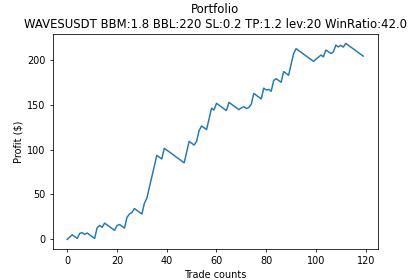 Portfolio
WAVESUSDT BBM:1.8 BBL:220 SL:0.2 TP:1.2 lev:20 WinRatio:42.0
Profit ($)
200
150
100
50
0
0 20 40 60 80 100 120
Trade counts